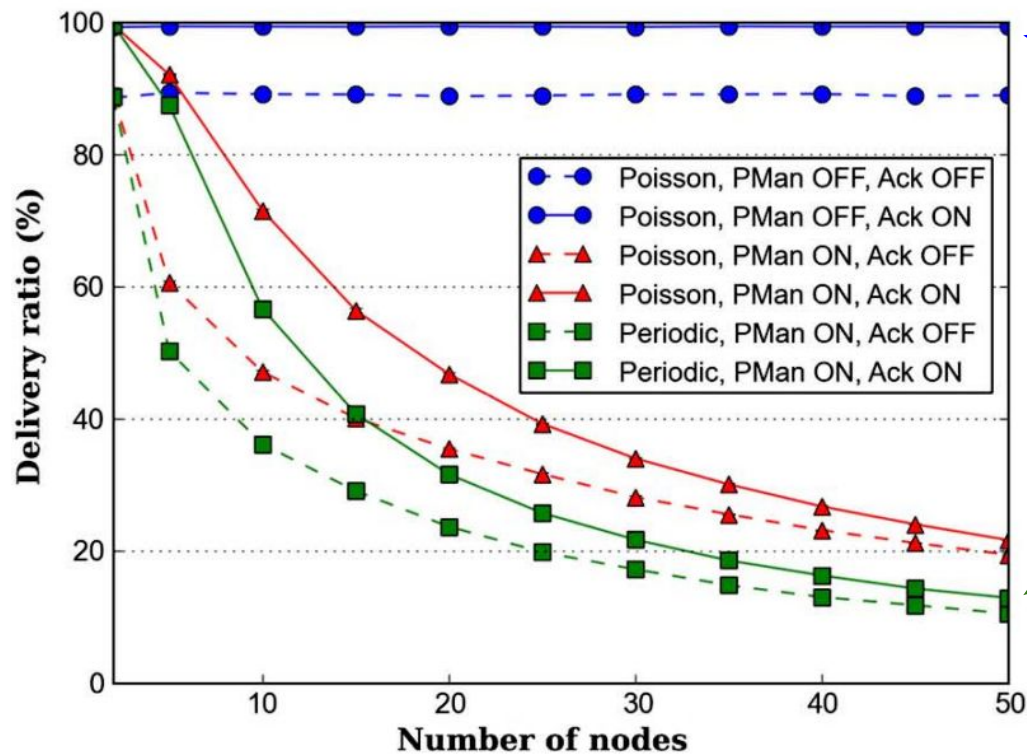 100
80
60
40
20
0
Delivery ratio (%)
Poisson, PMan OFF, Ack OFF
Poisson, PMan OFF, Ack ON
Poisson, PMan ON, Ack OFF
Poisson, PMan ON, Ack ON
Periodic, PMan ON, Ack OFF
Periodic, PMan ON, Ack ON
10 20 30 40 50
Number of nodes